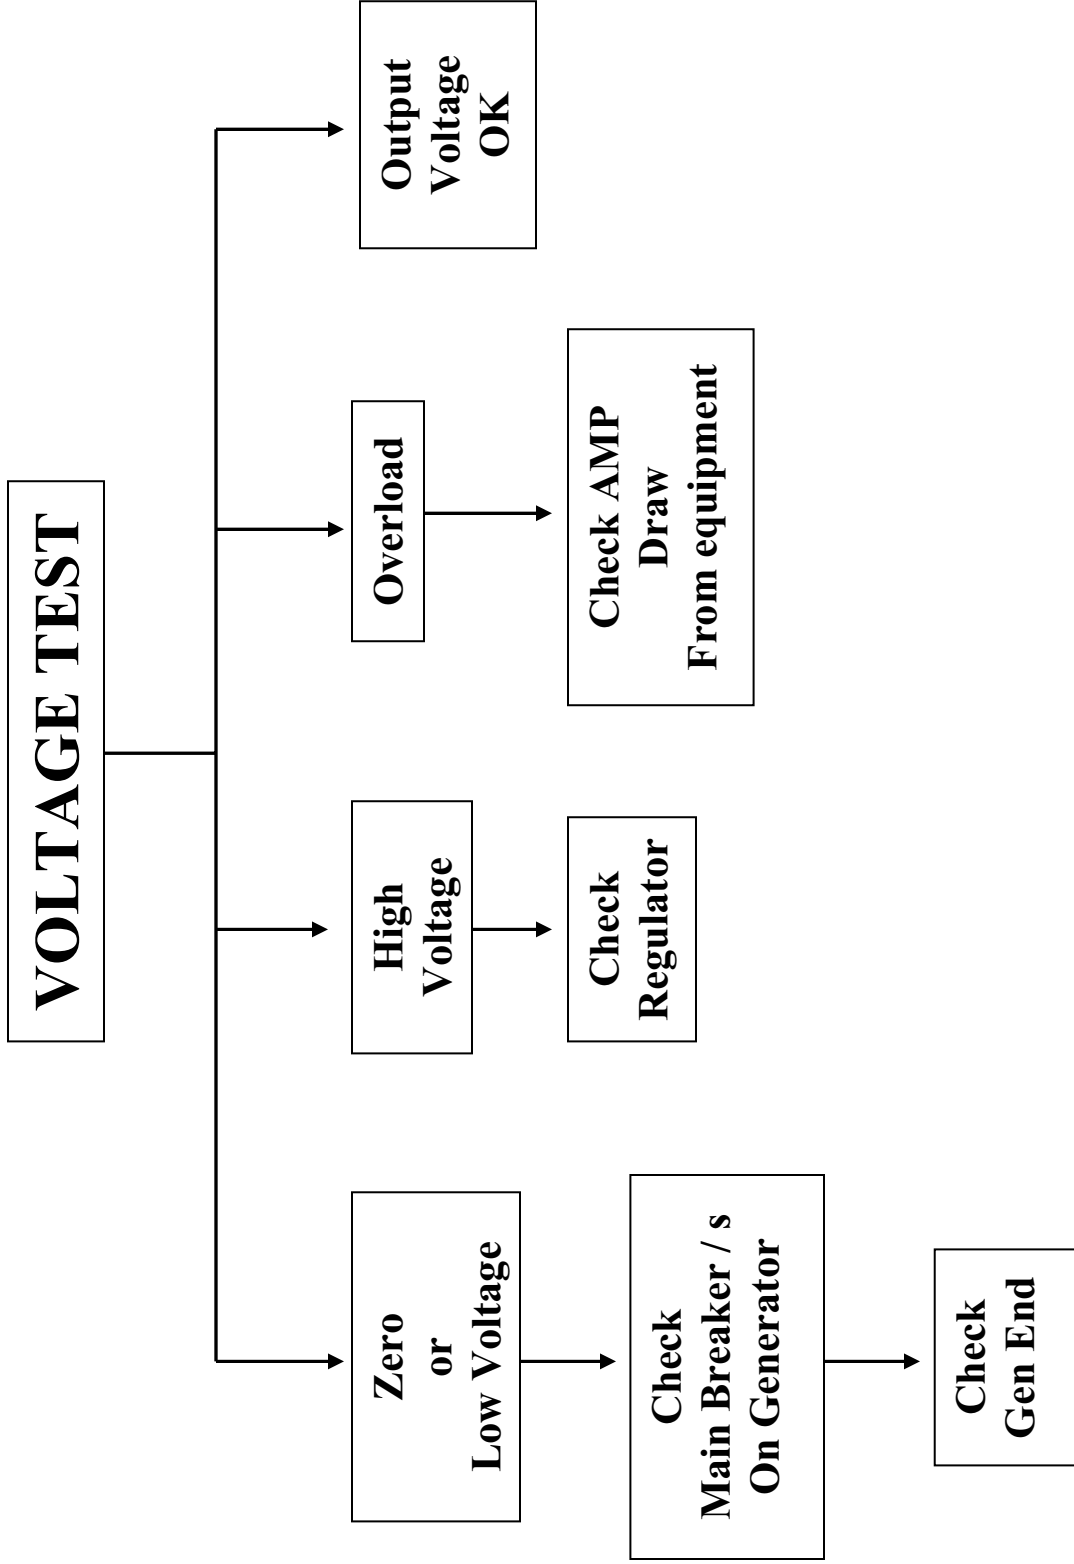 VOLTAGE TEST
Zero
or
Low Voltage
High
Voltage
Overload
Output
Voltage
OK
Check
Main Breaker / s
On Generator
Check
Regulator
Check AMP
Draw
From equipment
Check
Gen End